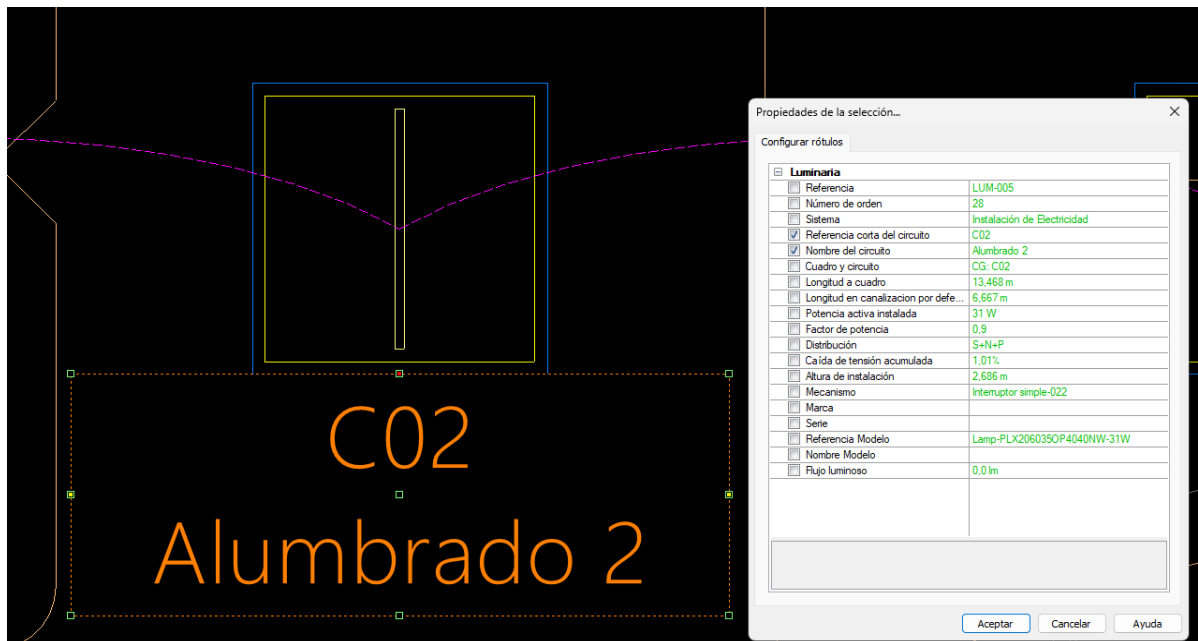 C02
Alumbrado 2
Propiedades de la selección...
Configurar rótulos
Luminaria
Referencia LUM-005
Número de orden 28
Sistema Instalación de Electricidad
Referencia corta del circuito C02
Nombre del circuito Alumbrado 2
Cuadro y circuito CG: C02
Longitud a cuadro 13,468 m
Longitud en canalizacion por defe... 6,667 m
Potencia activa instalada 31 W
Factor de potencia 0,9
Distribución S+N+P
Caída de tensión acumulada 1,01%
Altura de instalación 2,686 m
Mecanismo Interruptor simple-022
Marca
Serie
Referencia Modelo Lamp-PLX206035OP4040NW-31W
Nombre Modelo
Flujo luminoso 0,0 lm
Aceptar Cancelar Ayuda